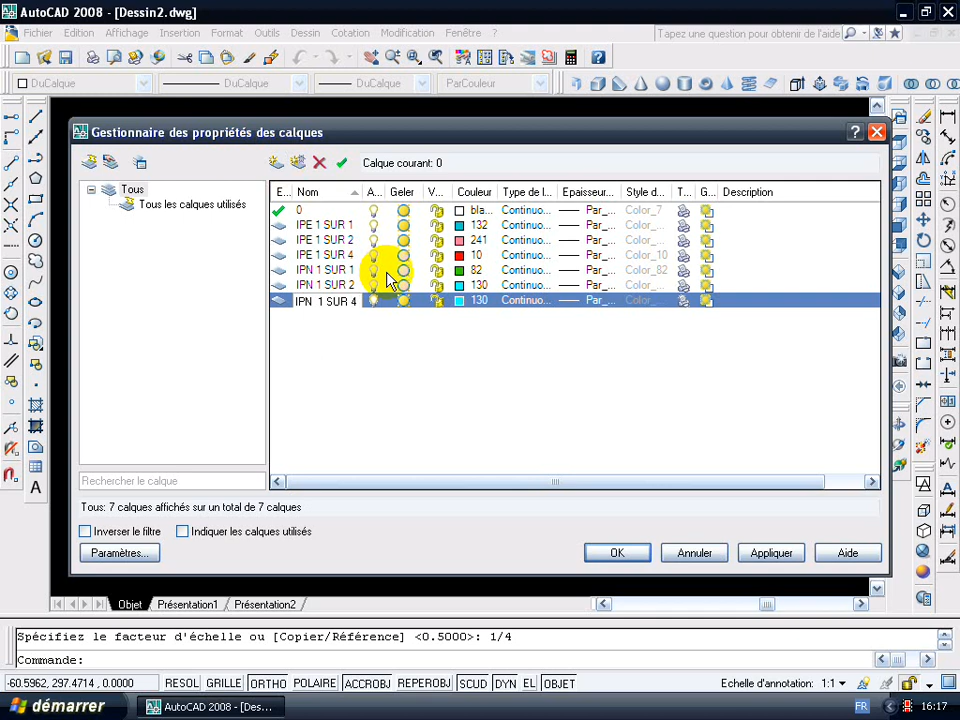 AutoCAD 2008 - [Dessin2.dwg]
Fichier Edition Affichage Insertion Format Outils Dessin Cotation Modification Fenêtre ?
Tapez une question pour obtenir de l'aide
DuCalque DuCalque DuCalque ParCouleur
Gestionnaire des propriétés des calques
Calque courant: 0
Tous
Tous les calques utilisés
E... Nom A... Geler V... Couleur Type de l... Epaisseur... Style d... T... G... Description
0 bla... Continuo... Par_... Color_7
IPE 1 SUR 1 132 Continuo... Par_... Color_...
IPE 1 SUR 2 241 Continuo... Par_... Color_...
IPE 1 SUR 4 10 Continuo... Par_... Color_10
IPN 1 SUR 1 82 Continuo... Par_... Color_82
IPN 1 SUR 2 130 Continuo... Par_... Color_...
IPN 1 SUR 4 130 Continuo... Par_... Color_...
Rechercher le calque
Tous: 7 calques affichés sur un total de 7 calques
Inverser le filtre Indiquer les calques utilisés
Paramètres... OK Annuler Appliquer Aide
Objet Présentation1 Présentation2
Spécifiez le facteur d'échelle ou [Copier/Référence] <0.5000>: 1/4
Commande:
-60.5962, 297.4714, 0.0000 RESOL GRILLE ORTHO POLAIRE ACCROBJ REPEROBJ SCUD DYN EL OBJET Echelle d'annotation: 1:1
démarrer AutoCAD 2008 - [Des... FR 16:17